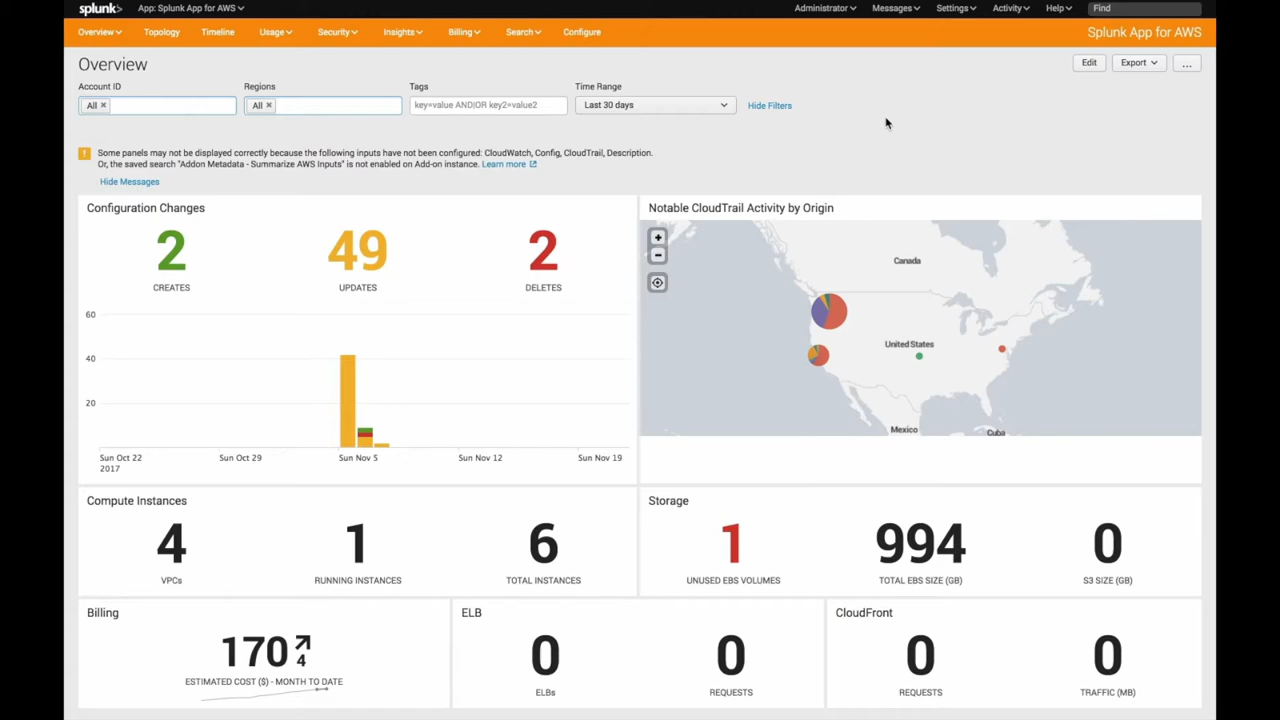 splunk> App: Splunk App for AWS Administrator Messages Settings Activity Help Find
Overview Topology Timeline Usage Security Insights Billing Search Configure Splunk App for AWS
Overview Edit Export ...
Account ID Regions Tags Time Range
All × All × key=value AND|OR key2=value2 Last 30 days Hide Filters
! Some panels may not be displayed correctly because the following inputs have not been configured: CloudWatch, Config, CloudTrail, Description.
Or, the saved search "Addon Metadata - Summarize AWS Inputs" is not enabled on Add-on instance. Learn more
Hide Messages
Configuration Changes
2 49 2
CREATES UPDATES DELETES
60
40
20
Sun Oct 22 Sun Oct 29 Sun Nov 5 Sun Nov 12 Sun Nov 19
2017
Notable CloudTrail Activity by Origin
+
−
Canada
United States
Mexico Cuba
Compute Instances
4 1 6
VPCs RUNNING INSTANCES TOTAL INSTANCES
Storage
1 994 0
UNUSED EBS VOLUMES TOTAL EBS SIZE (GB) S3 SIZE (GB)
Billing
170 4
ESTIMATED COST ($) - MONTH TO DATE
ELB
0 0
ELBs REQUESTS
CloudFront
0 0
REQUESTS TRAFFIC (MB)